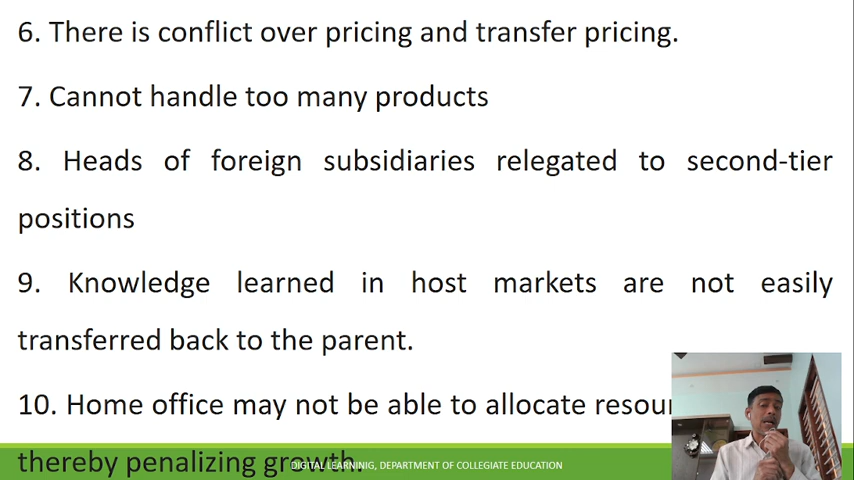 6. There is conflict over pricing and transfer pricing.
7. Cannot handle too many products
8. Heads of foreign subsidiaries relegated to second-tier
positions
9. Knowledge learned in host markets are not easily
transferred back to the parent.
10. Home office may not be able to allocate
thereby penalizing growth.
DIGITAL LEARNINIG, DEPARTMENT OF COLLEGIATE EDUCATION